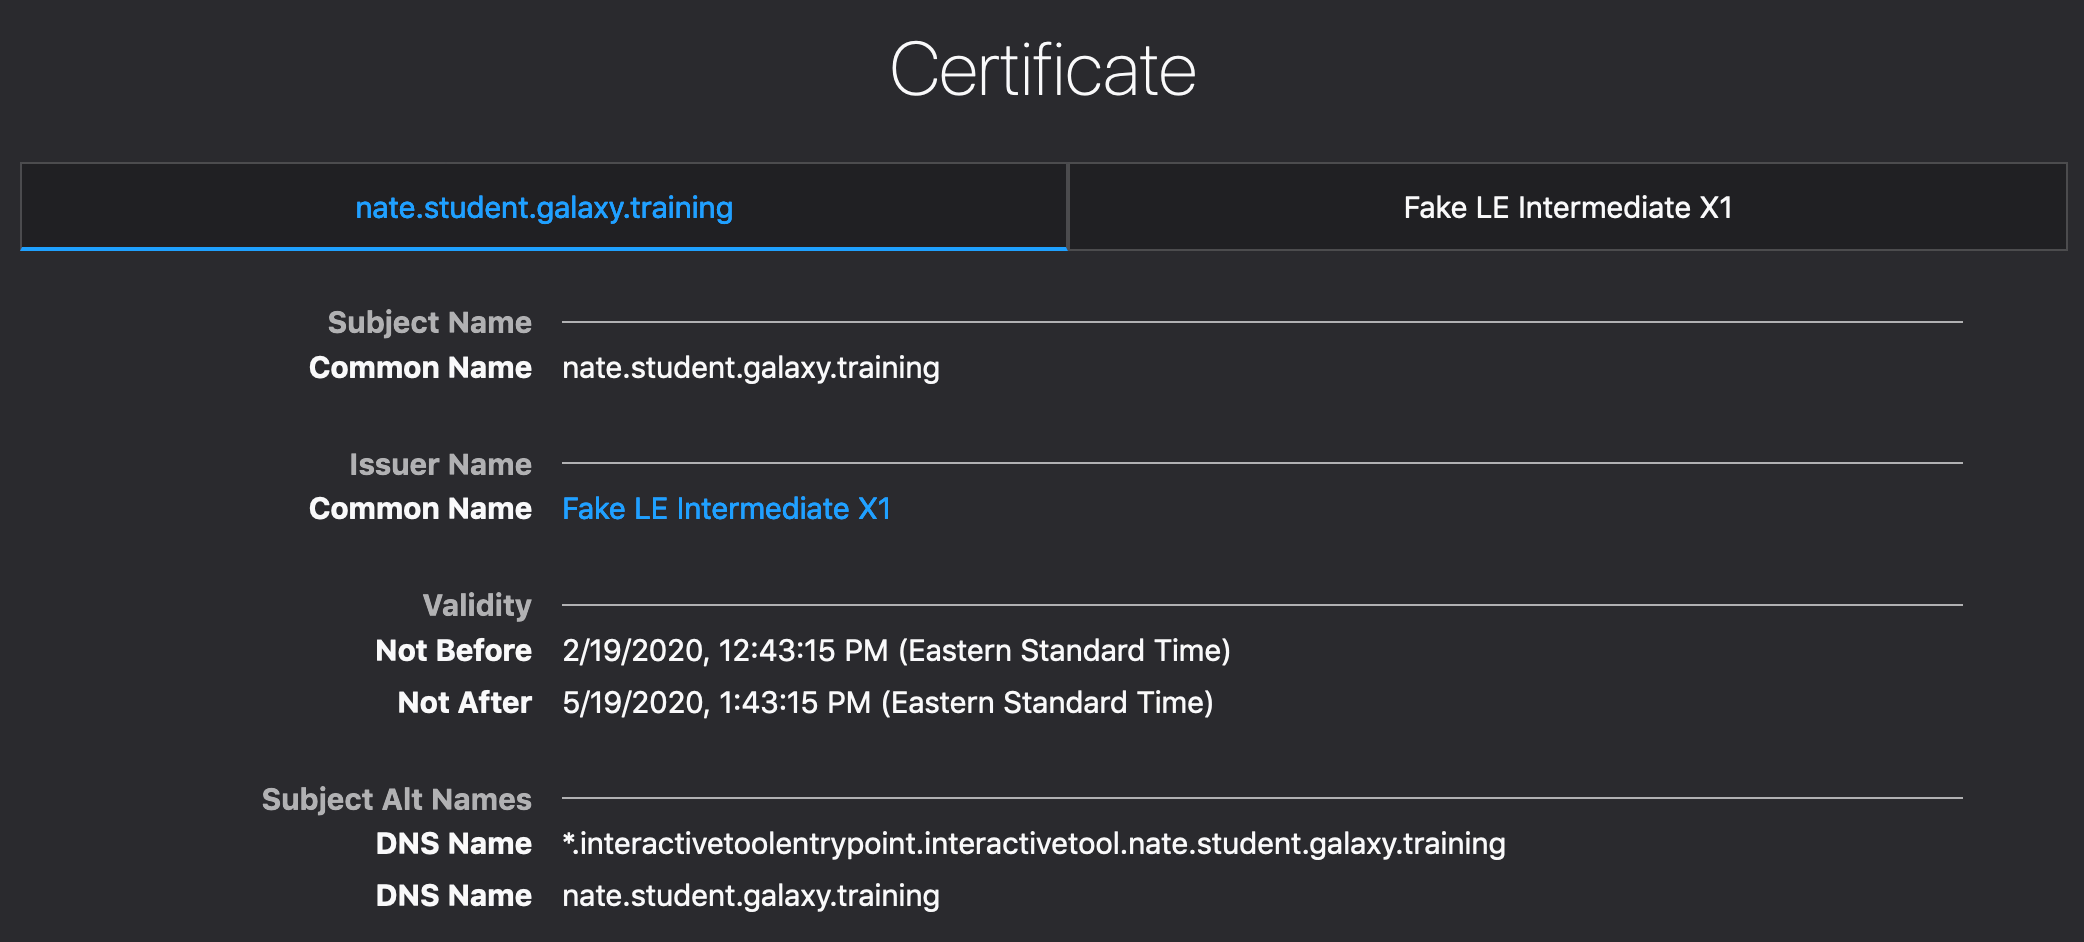 Certificate
nate.student.galaxy.training
Fake LE Intermediate X1
Subject Name
Common Name nate.student.galaxy.training
Issuer Name
Common Name Fake LE Intermediate X1
Validity
Not Before 2/19/2020, 12:43:15 PM (Eastern Standard Time)
Not After 5/19/2020, 1:43:15 PM (Eastern Standard Time)
Subject Alt Names
DNS Name *.interactivetoolentrypoint.interactivetool.nate.student.galaxy.training
DNS Name nate.student.galaxy.training